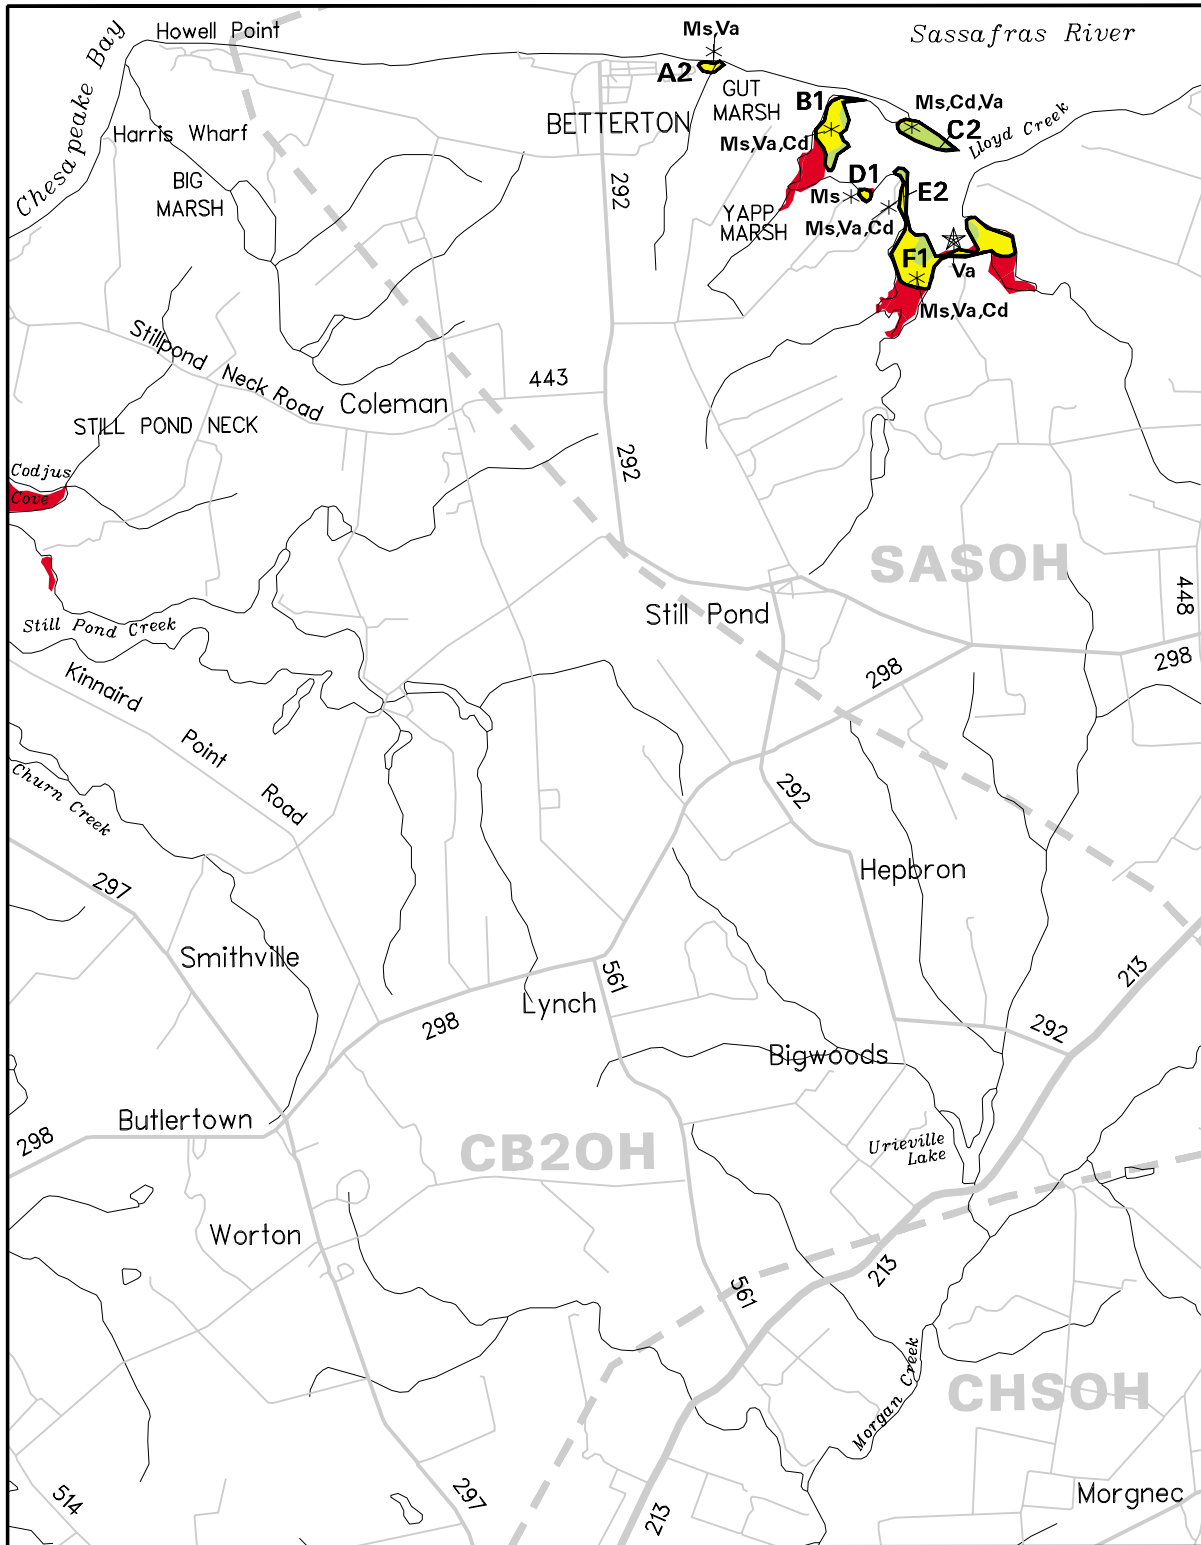 Howell Point
Ms,Va
Sassafras River
Chesapeake Bay
A2
GUT
MARSH
B1
Ms,Cd,Va
C2
Lloyd Creek
Harris Wharf
BETTERTON
Ms,Va,Cd
BIG
MARSH
292
D1
Ms
E2
YAPP
MARSH
Ms,Va,Cd
F1
Va
Ms,Va,Cd
Stillpond Neck Road
443
Coleman
STILL POND NECK
292
Codjus
Cove
SASOH
448
Still Pond
Still Pond Creek
298
298
Kinnaird Point Road
292
Churn Creek
Hepbron
297
Smithville
561
213
Lynch
298
292
Bigwoods
Butlertown
298
CB2OH
Urieville
Lake
Worton
213
561
Morgan Creek
CHSOH
514
297
213
Morgnec